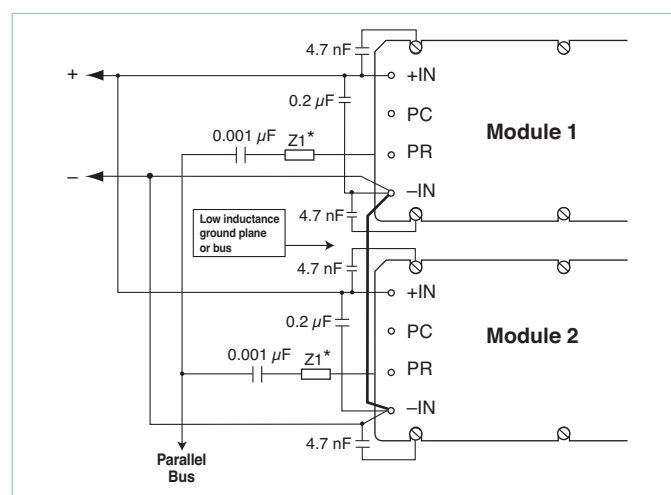 4.7 nF
+
+IN
0.2 µF
PC
Module 1
0.001 µF
Z1*
PR
–
–IN
4.7 nF
Low inductance
ground plane
or bus
4.7 nF
+IN
0.2 µF
PC
Module 2
0.001 µF
Z1*
PR
–IN
4.7 nF
Parallel
Bus